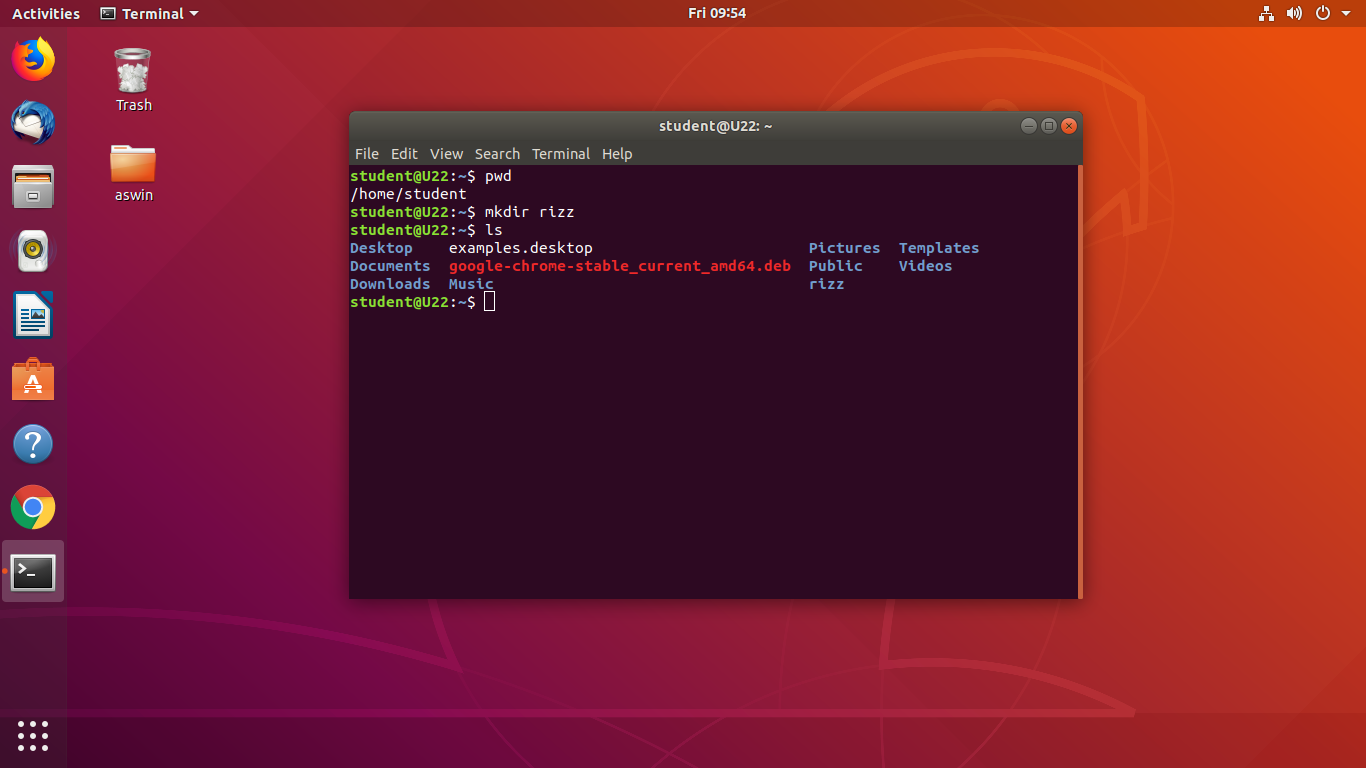 Activities Terminal Fri 09:54
Trash
aswin
student@U22: ~
File Edit View Search Terminal Help
student@U22:~$ pwd
/home/student
student@U22:~$ mkdir rizz
student@U22:~$ ls
Desktop examples.desktop Pictures Templates
Documents google-chrome-stable_current_amd64.deb Public Videos
Downloads Music rizz
student@U22:~$